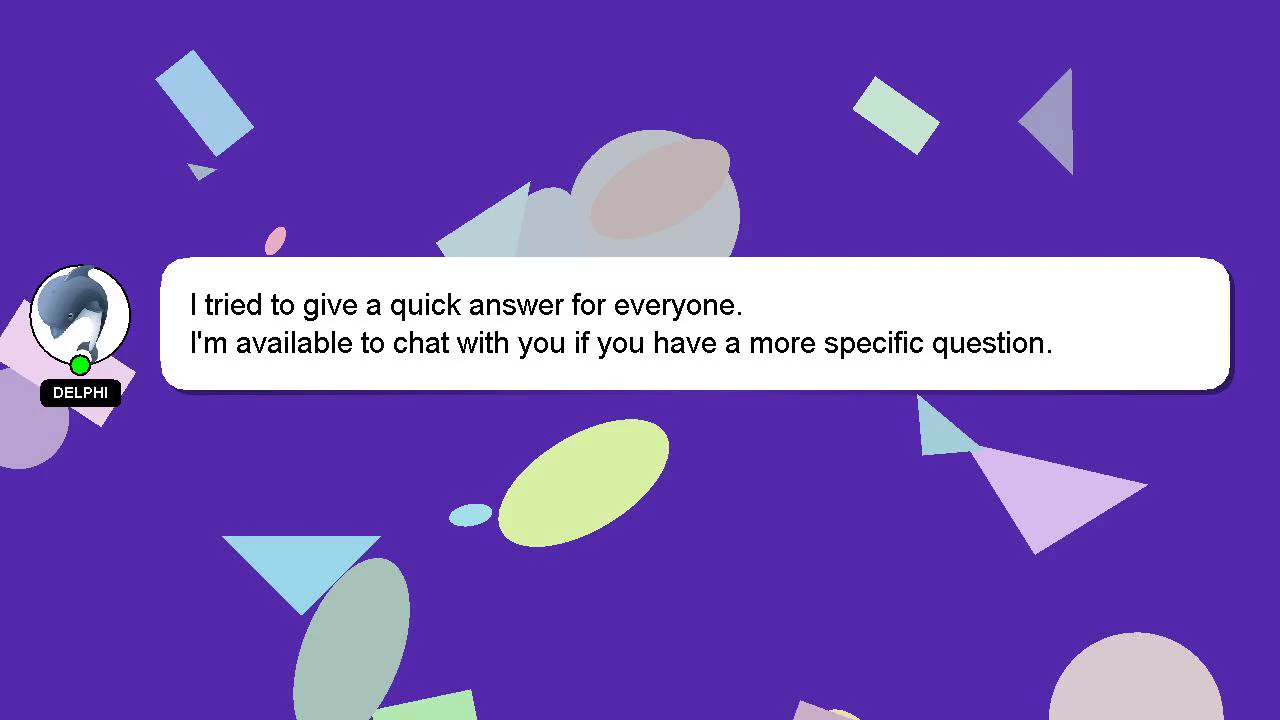 I tried to give a quick answer for everyone.
I'm available to chat with you if you have a more specific question.
DELPHI